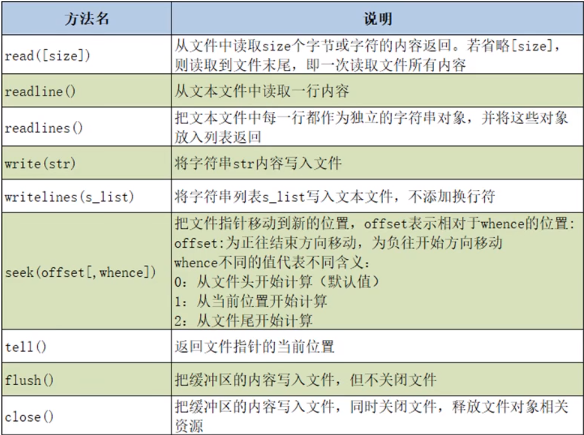 方法名 说明
read([size]) 从文件中读取size个字节或字符的内容返回。若省略[size],
则读取到文件末尾，即一次读取文件所有内容
readline() 从文本文件中读取一行内容
readlines() 把文本文件中每一行都作为独立的字符串对象，并将这些对象
放入列表返回
write(str) 将字符串str内容写入文件
writelines(s_list) 将字符串列表s_list写入文本文件，不添加换行符
seek(offset[,whence]) 把文件指针移动到新的位置，offset表示相对于whence的位置:
offset:为正往结束方向移动，为负往开始方向移动
whence不同的值代表不同含义:
0: 从文件头开始计算（默认值）
1: 从当前位置开始计算
2: 从文件尾开始计算
tell() 返回文件指针的当前位置
flush() 把缓冲区的内容写入文件，但不关闭文件
close() 把缓冲区的内容写入文件，同时关闭文件，释放文件对象相关
资源